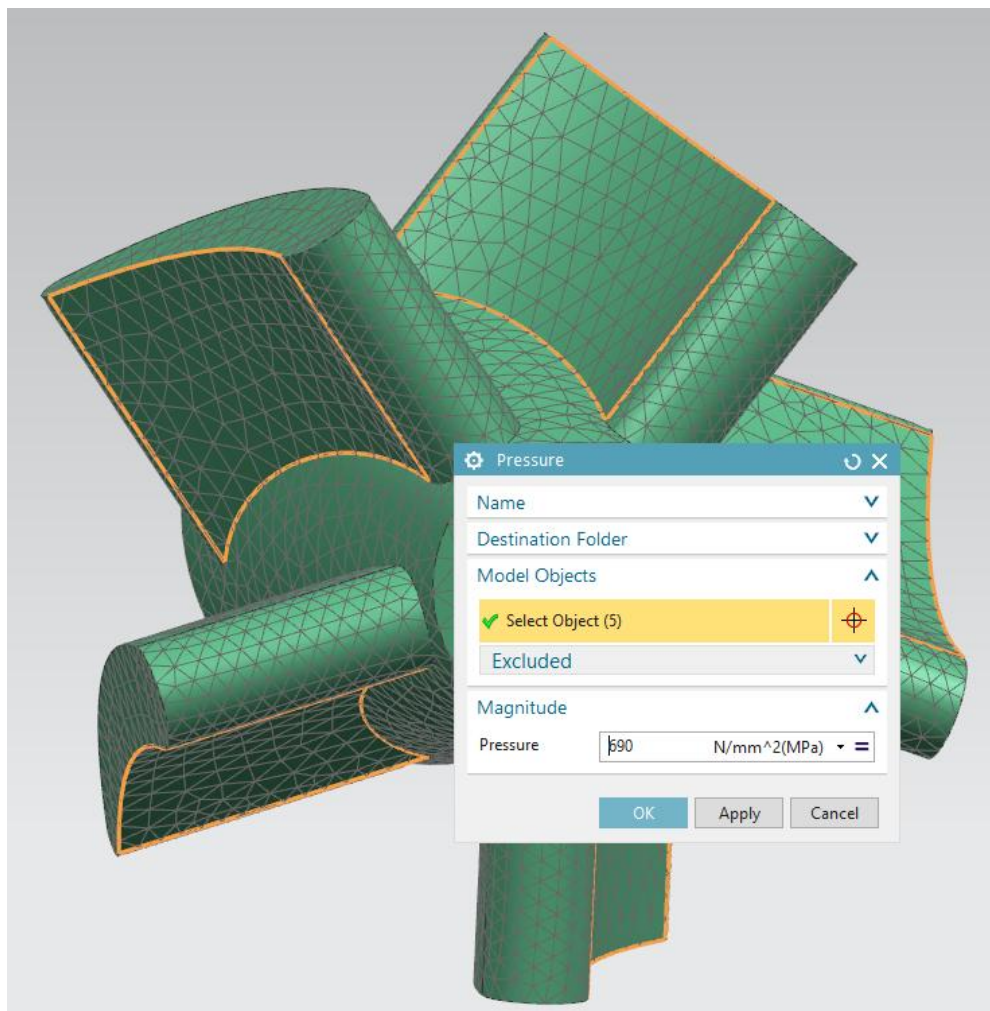 Pressure
Name
Destination Folder
Model Objects
Select Object (5)
Excluded
Magnitude
Pressure 690 N/mm^2(MPa)
OK Apply Cancel